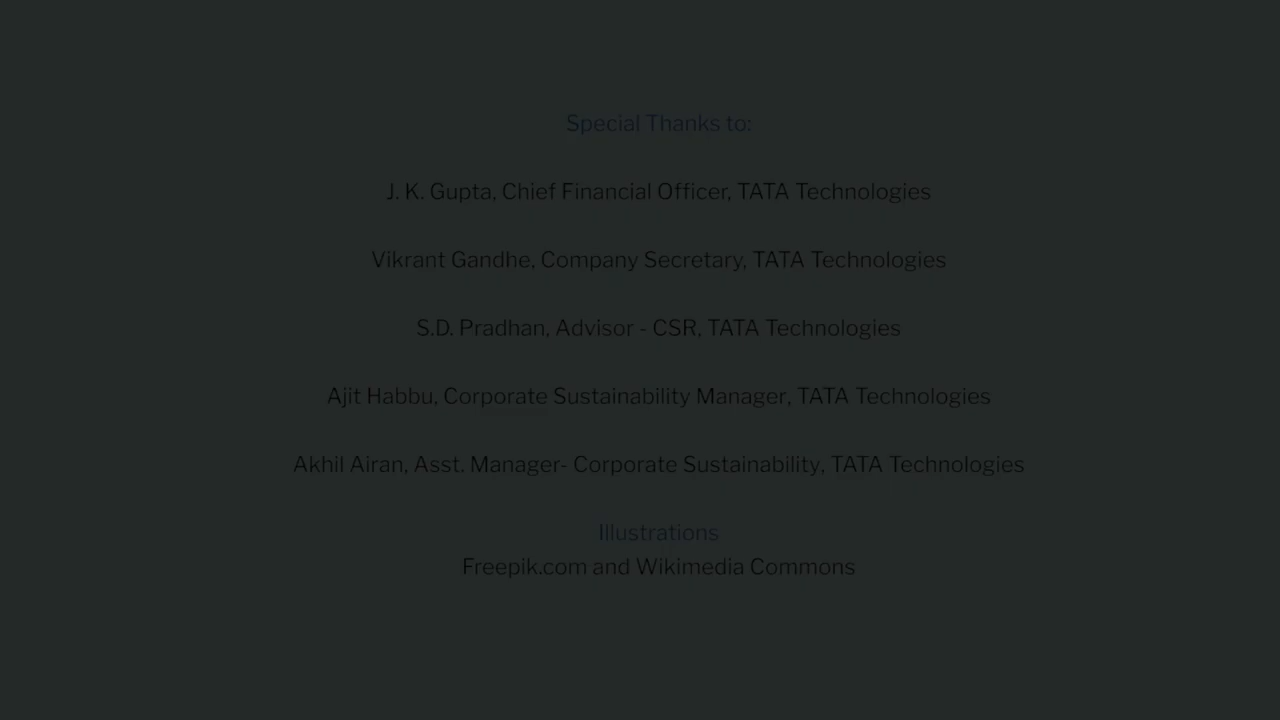 Special Thanks to:
J. K. Gupta, Chief Financial Officer, TATA Technologies
Vikrant Gandhe, Company Secretary, TATA Technologies
S.D. Pradhan, Advisor - CSR, TATA Technologies
Ajit Habbu, Corporate Sustainability Manager, TATA Technologies
Akhil Airan, Asst. Manager- Corporate Sustainability, TATA Technologies
Illustrations
Freepik.com and Wikimedia Commons